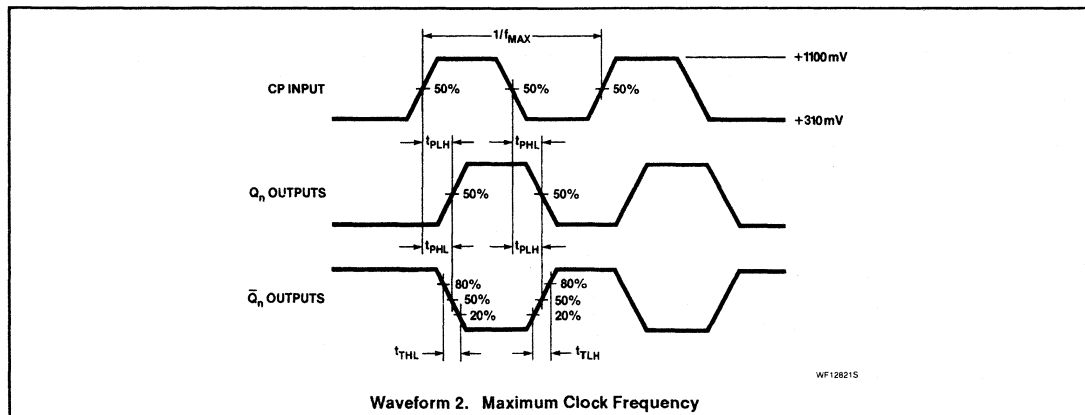 1/fMAX
+1100mV
CP INPUT
50% 50% 50%
+310mV
tPLH tPHL
Qn OUTPUTS
50% 50%
tPHL tPLH
Q̅n OUTPUTS
80% 80%
50% 50%
20% 20%
tTHL tTLH
WF12821S
Waveform 2. Maximum Clock Frequency